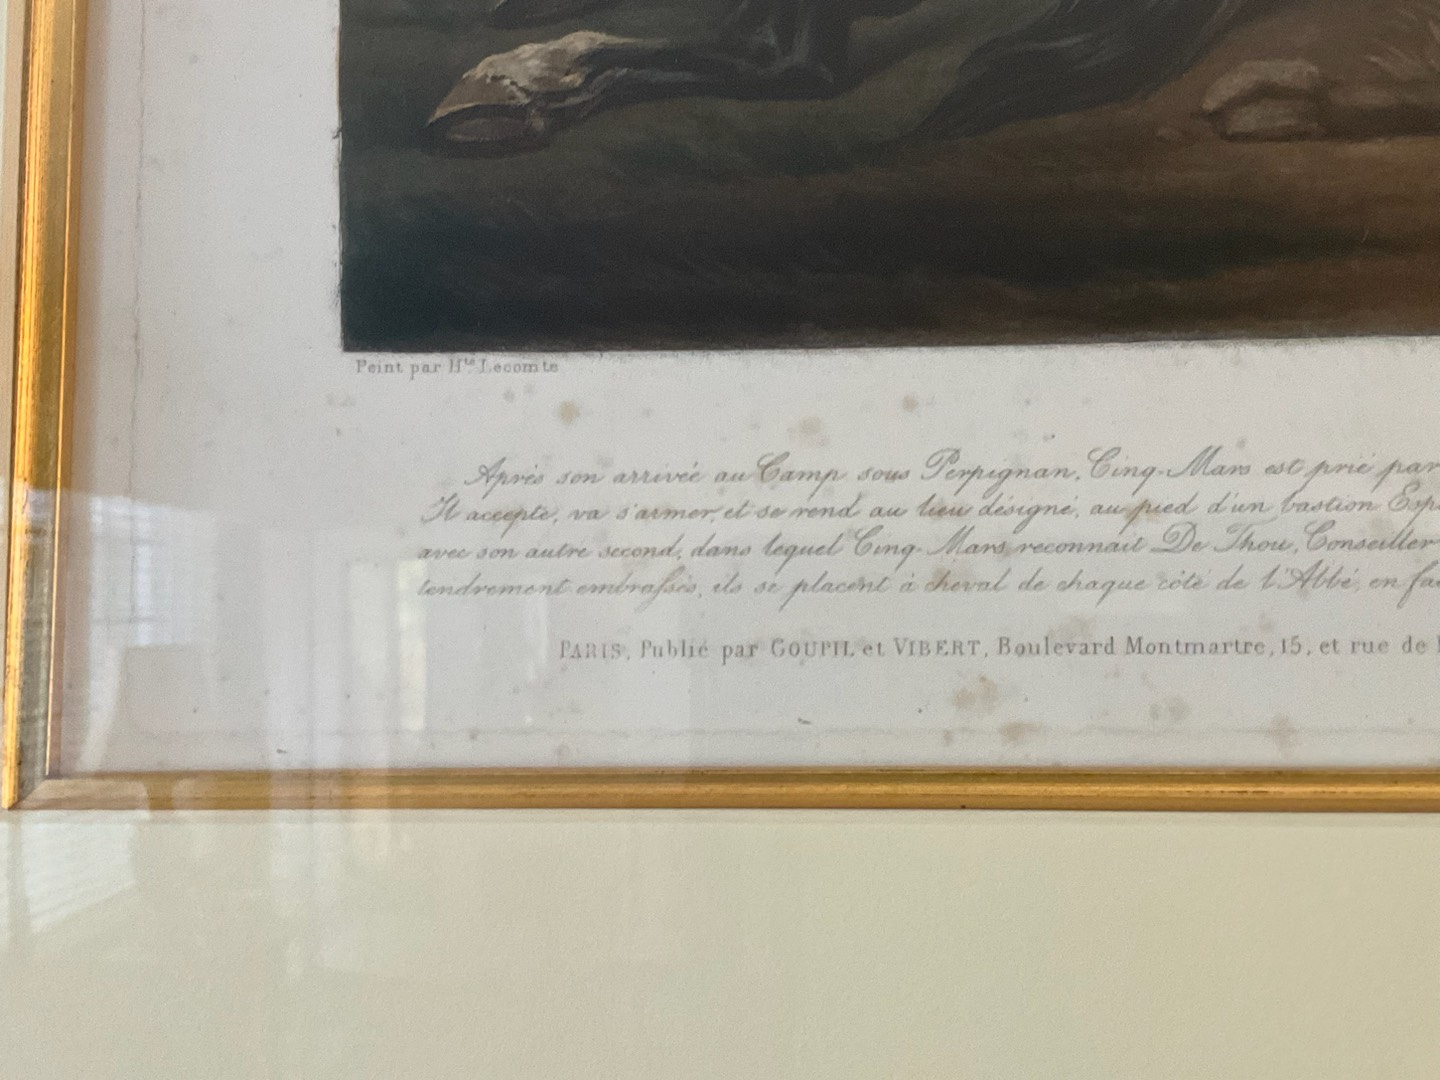 Peint par Hte. Lecomte
Après son arrivée au Camp sous Perpignan, Cinq-Mars est prié par
Il accepte, va s'armer, et se rend au lieu désigné, au pied d'un bastion Esp
avec son autre second, dans lequel Cinq-Mars reconnait De Thou, Conseiller
tendrement embrassés, ils se placent à cheval de chaque côté de l'Abbé, en fa
PARIS, Publié par GOUPIL et VIBERT, Boulevard Montmartre, 15, et rue de